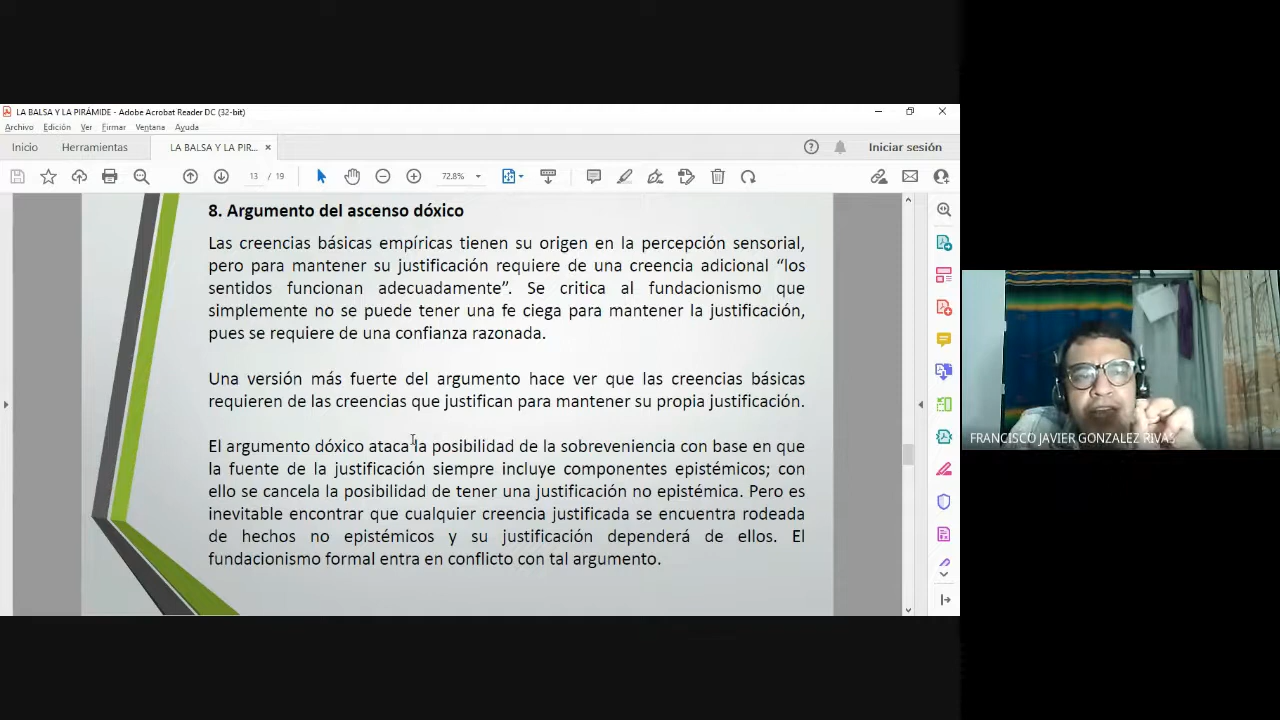 LA BALSA Y LA PIRÁMIDE - Adobe Acrobat Reader DC (32-bit)
Archivo Edición Ver Firmar Ventana Ayuda
Inicio Herramientas LA BALSA Y LA PIR... × Iniciar sesión
13 / 19 72.8%
8. Argumento del ascenso dóxico
Las creencias básicas empíricas tienen su origen en la percepción sensorial,
pero para mantener su justificación requiere de una creencia adicional “los
sentidos funcionan adecuadamente”. Se critica al fundacionismo que
simplemente no se puede tener una fe ciega para mantener la justificación,
pues se requiere de una confianza razonada.
Una versión más fuerte del argumento hace ver que las creencias básicas
requieren de las creencias que justifican para mantener su propia justificación.
El argumento dóxico ataca la posibilidad de la sobreveniencia con base en que
la fuente de la justificación siempre incluye componentes epistémicos; con
ello se cancela la posibilidad de tener una justificación no epistémica. Pero es
inevitable encontrar que cualquier creencia justificada se encuentra rodeada
de hechos no epistémicos y su justificación dependerá de ellos. El
fundacionismo formal entra en conflicto con tal argumento.
FRANCISCO JAVIER GONZALEZ RIVAS